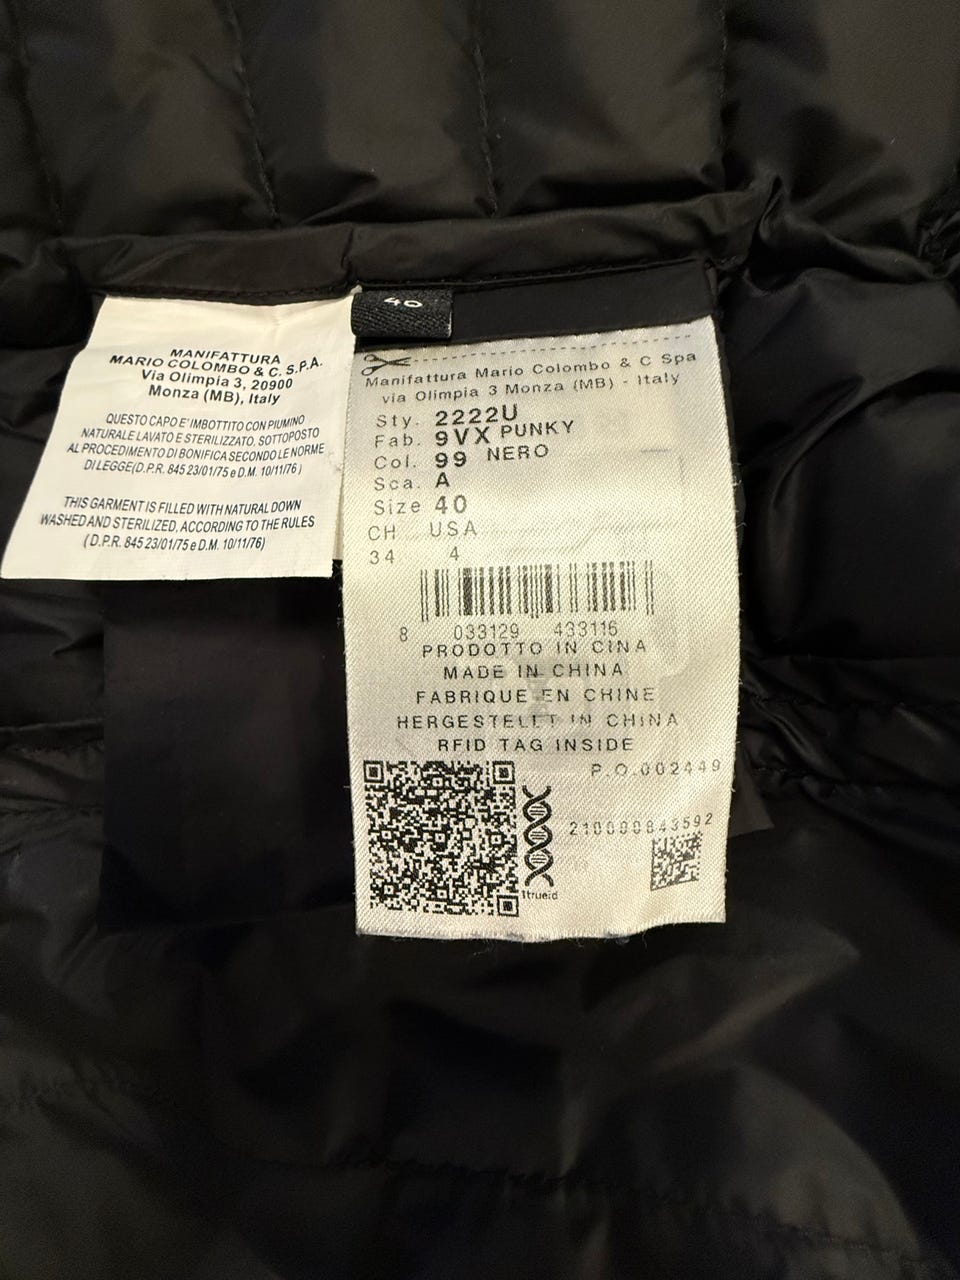 MANIFATTURA
MARIO COLOMBO & C. S.P.A.
Via Olimpia 3, 20900
Monza (MB), Italy
QUESTO CAPO E' IMBOTTITO CON PIUMINO
NATURALE LAVATO E STERILIZZATO, SOTTOPOSTO
AL PROCEDIMENTO DI BONIFICA SECONDO LE NORME
DI LEGGE(D.P.R. 845 23/01/75 e D.M. 10/11/76 )
THIS GARMENT IS FILLED WITH NATURAL DOWN
WASHED AND STERILIZED, ACCORDING TO THE RULES
( D.P.R. 845 23/01/75 e D.M. 10/11/76)
40
Manifattura Mario Colombo & C Spa
via Olimpia 3 Monza (MB) - Italy
Sty. 2222U
Fab. 9VX PUNKY
Col. 99 NERO
Sca. A
Size 40
CH USA
34 4
8 033129 433116
PRODOTTO IN CINA
MADE IN CHINA
FABRIQUE EN CHINE
HERGESTELLT IN CHINA
RFID TAG INSIDE
P.O.002449
210000843592
1trueid